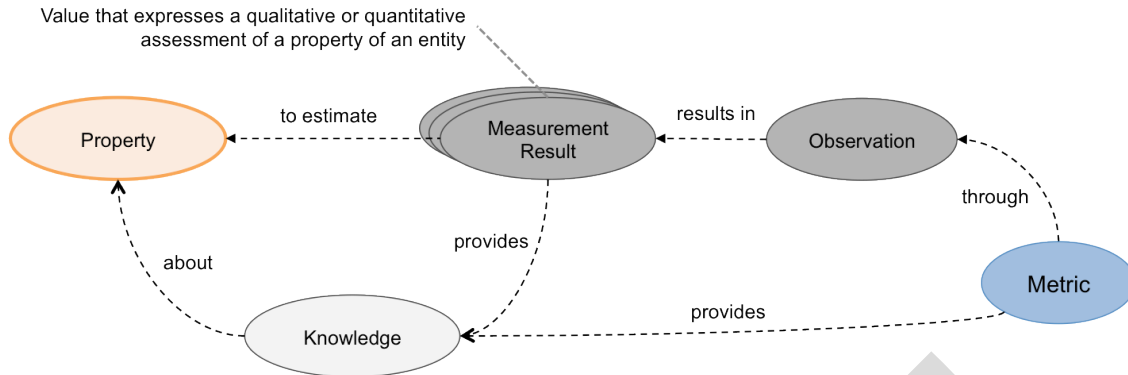 Value that expresses a qualitative or quantitative
assessment of a property of an entity
to estimate
results in
Property
Measurement
Result
Observation
through
about
provides
Metric
provides
Knowledge